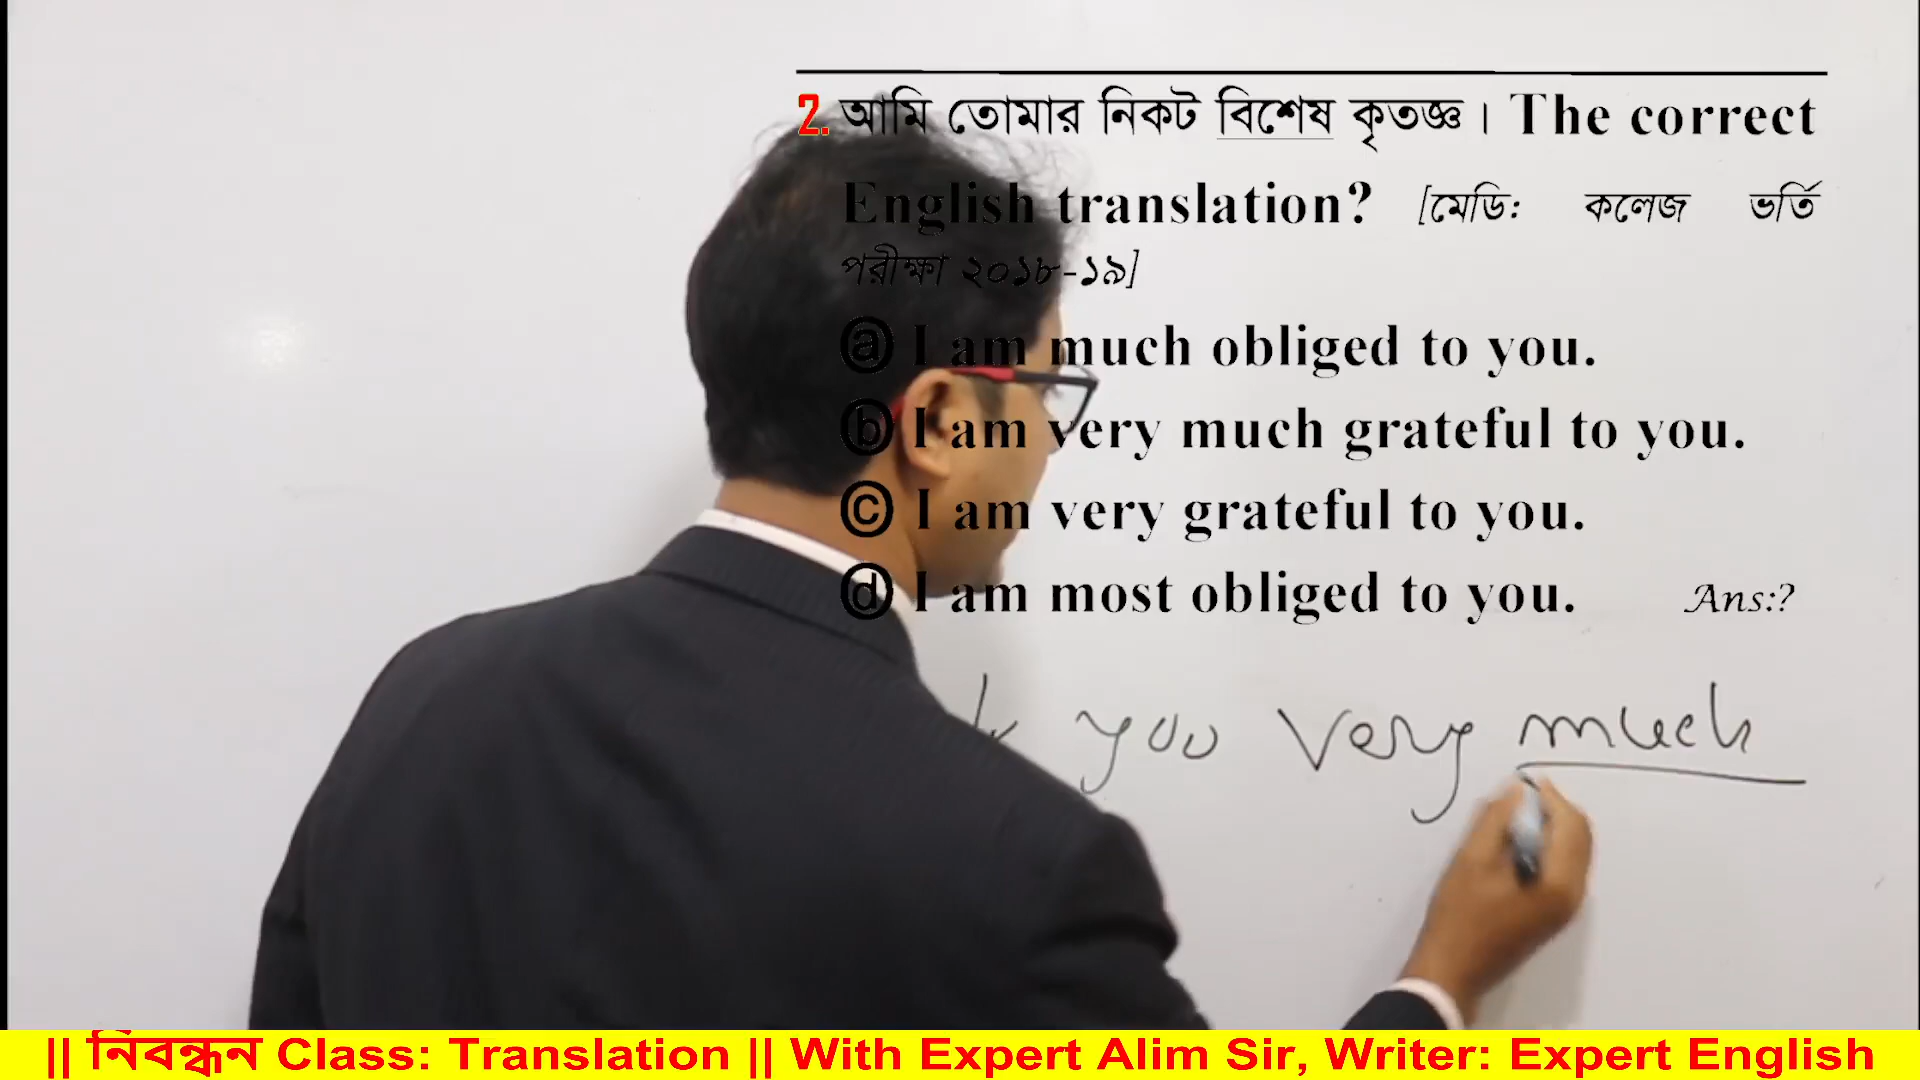 2. আমি তোমার নিকট বিশেষ কৃতজ্ঞ। The correct
English translation? [মেডি: কলেজ ভর্তি
পরীক্ষা ২০১৮-১৯]
ⓐ I am much obliged to you.
ⓑ I am very much grateful to you.
ⓒ I am very grateful to you.
ⓓ I am most obliged to you. Ans:?
you very much
|| নিবন্ধন Class: Translation || With Expert Alim Sir, Writer: Expert English